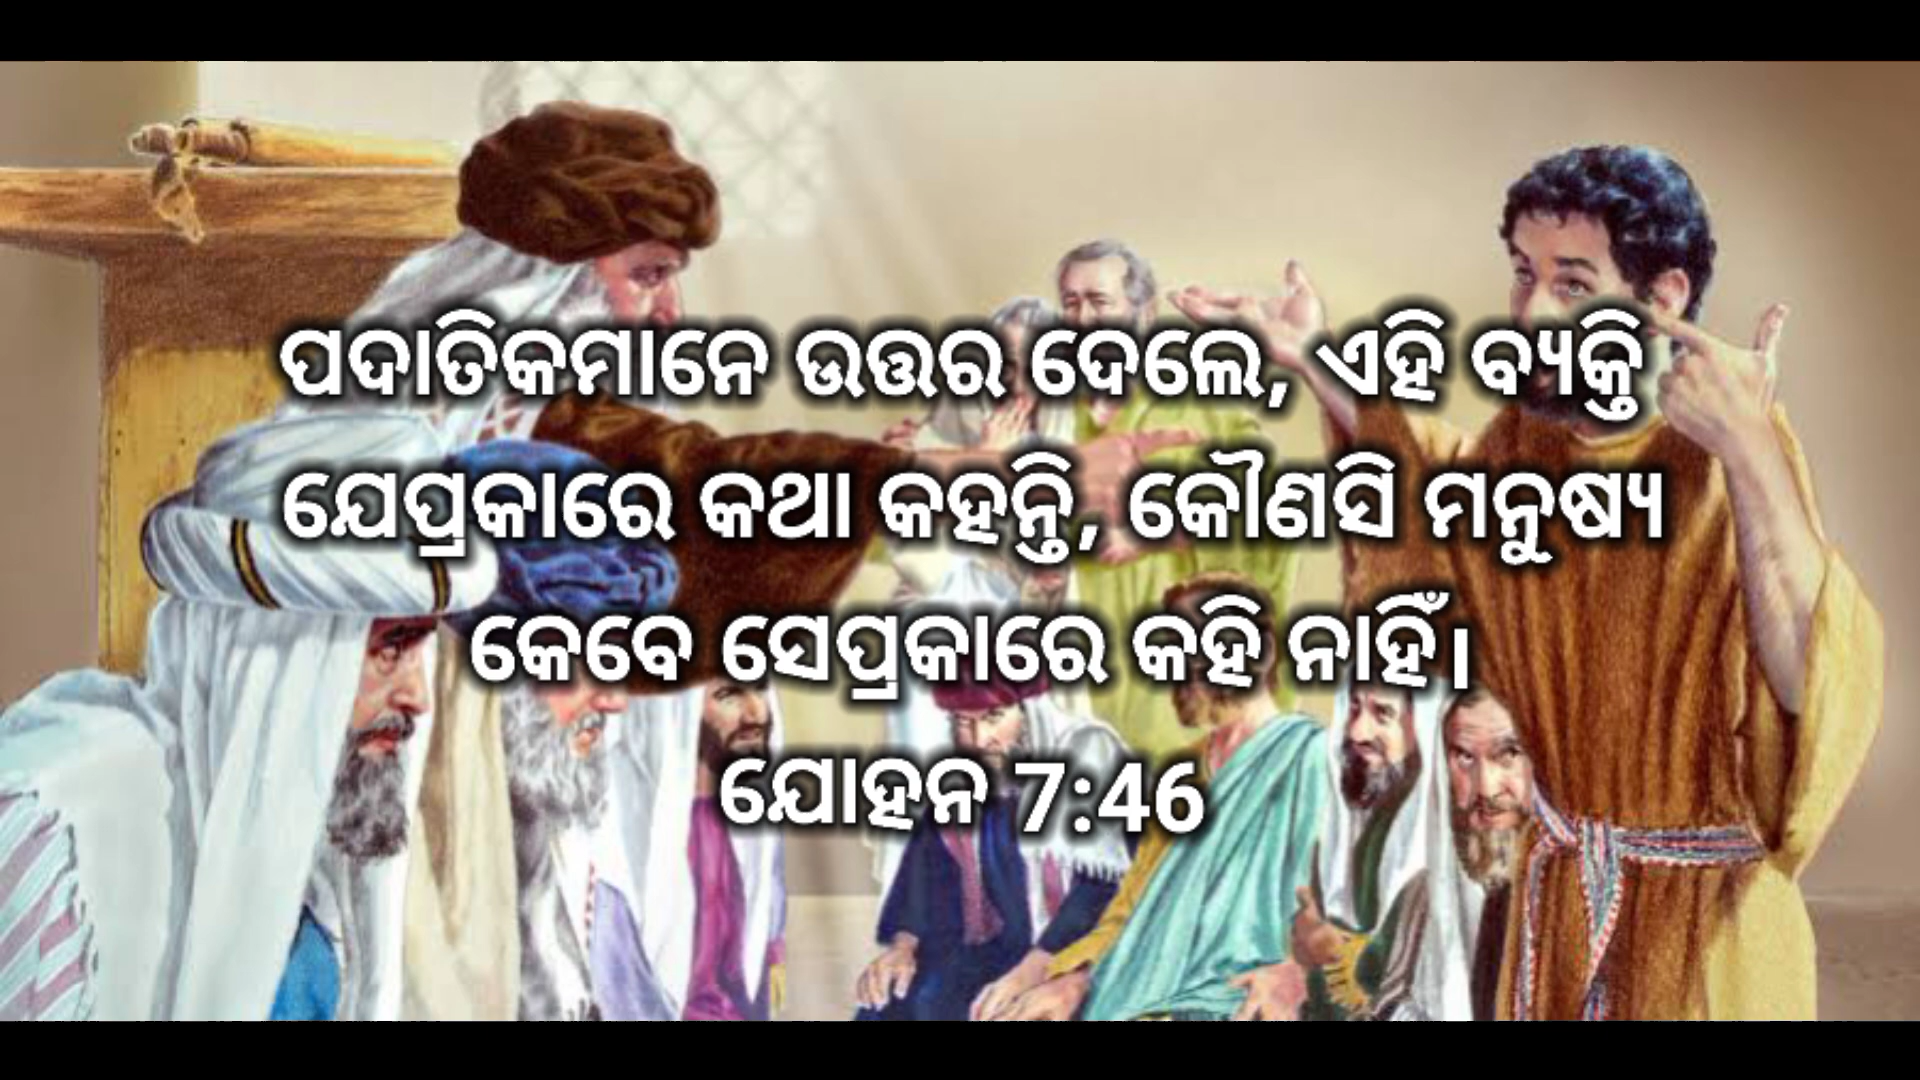 ପଦାତିକମାନେ ଉତ୍ତର ଦେଲେ, ଏହି ବ୍ୟକ୍ତି
ଯେପ୍ରକାରେ କଥା କହନ୍ତି, କୌଣସି ମନୁଷ୍ୟ
କେବେ ସେପ୍ରକାରେ କହି ନାହିଁ।
ଯୋହନ 7:46